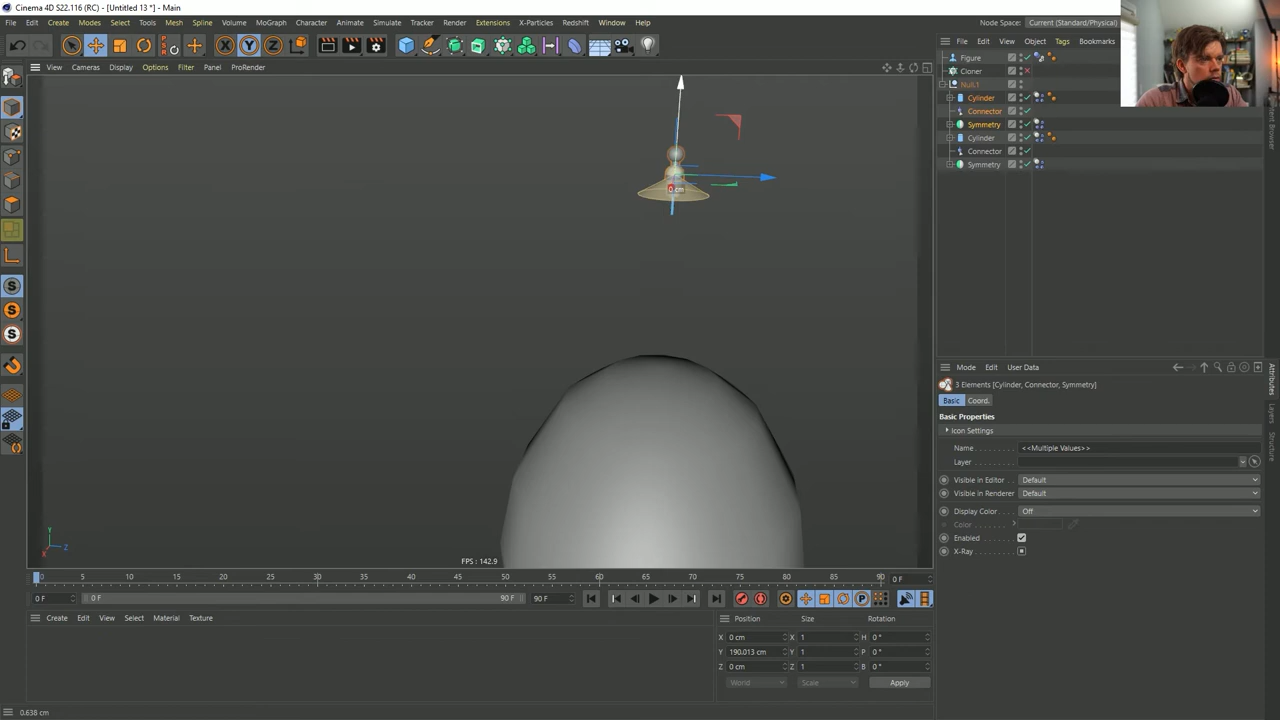 Cinema 4D S22.116 (RC) - [Untitled 13 *] - Main
File Edit Create Modes Select Tools Mesh Spline Volume MoGraph Character Animate Simulate Tracker Render Extensions X-Particles Redshift Window Help
Node Space: Current (Standard/Physical)
View Cameras Display Options Filter Panel ProRender
File Edit View Object Tags Bookmarks
Figure
Cloner
Null.1
Cylinder
Connector
Symmetry
Cylinder
Connector
Symmetry
0 cm
Y
Z
X
FPS : 142.9
Mode Edit User Data
3 Elements [Cylinder, Connector, Symmetry]
Basic Coord.
Basic Properties
Icon Settings
Name <<Multiple Values>>
Layer
Visible in Editor Default
Visible in Renderer Default
Display Color Off
Color
Enabled
X-Ray
Attributes
Layers
Structure
0 5 10 15 20 25 30 35 40 45 50 55 60 65 70 75 80 85 90 0 F
0 F 0 F 90 F 90 F
Create Edit View Select Material Texture
Position Size Rotation
X 0 cm X 1 H 0 °
Y 190.013 cm Y 1 P 0 °
Z 0 cm Z 1 B 0 °
World Scale Apply
0.638 cm